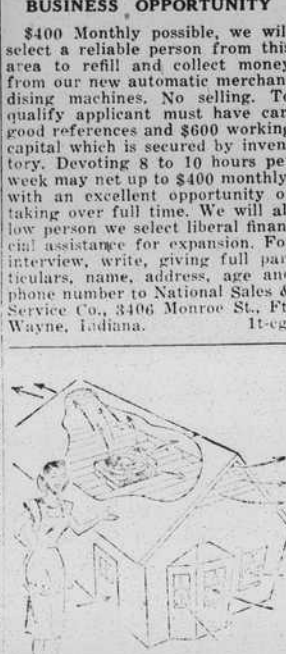 BUSINESS OPPORTUNITY
$400 Monthly possible, we wil
select a reliable person from this
area to refill and collect money
from our new automatic merchan
dising machines. No selling. To
qualify applicant must have car
good references and $600 working
capital which is secured by inven
tory. Devoting 8 to 10 hours pe
week may net up to $400 monthly
with an excellent opportunity o
taking over full time. We will al
low person we select liberal finan
cial assistance for expansion. Fo
interview, write, giving full par
ticulars, name, address, age and
phone number to National Sales &
Service Co., 3406 Monroe St., Ft
Wayne, Indiana. 1t-cg